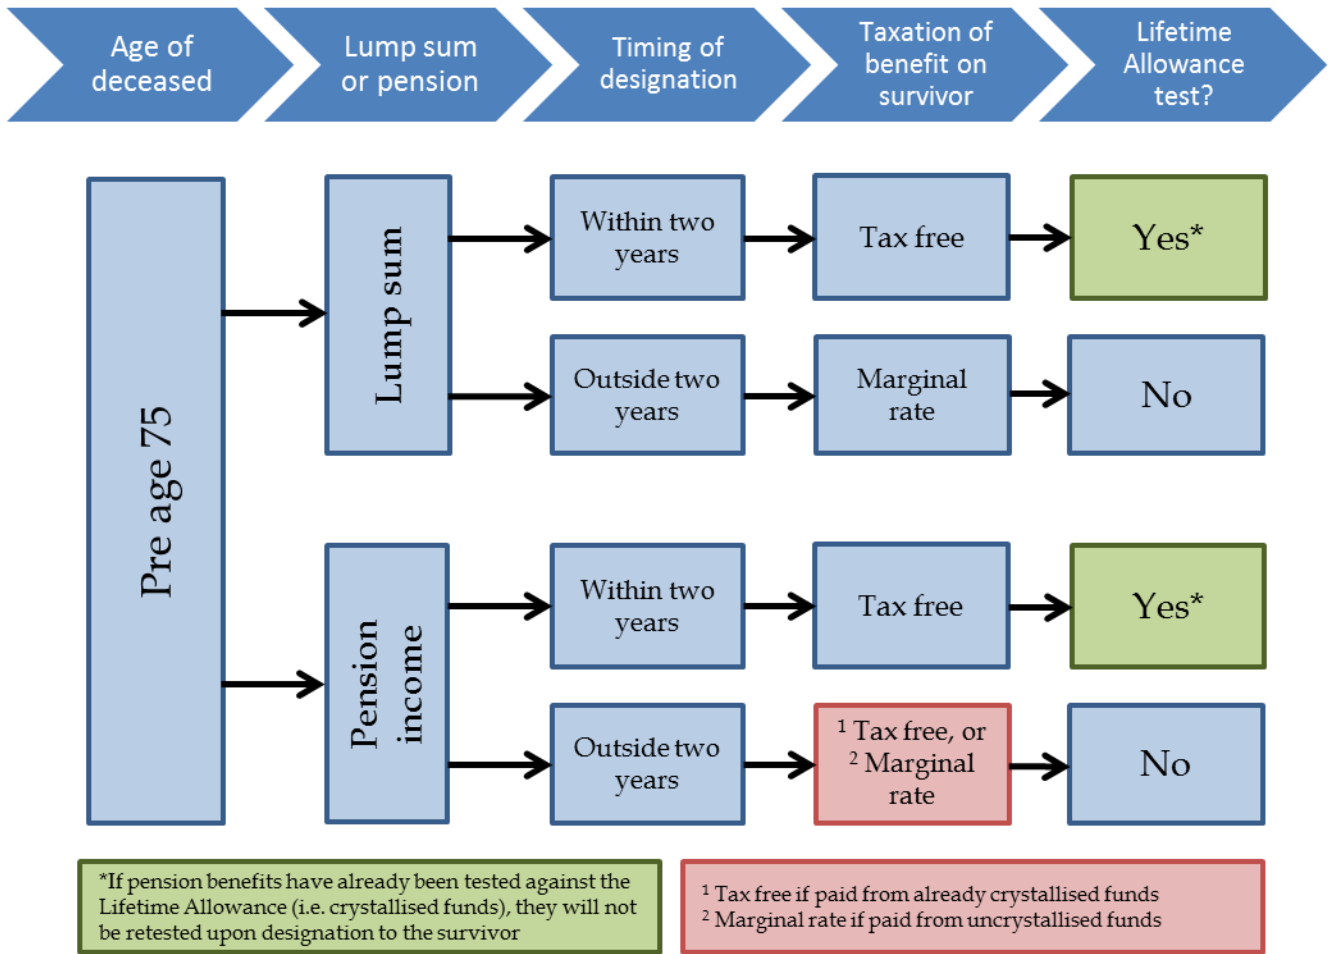 Age of
deceased
Lump sum
or pension
Timing of
designation
Taxation of
benefit on
survivor
Lifetime
Allowance
test?
Pre age 75
Lump sum
Within two
years
Tax free
Yes*
Outside two
years
Marginal
rate
No
Pension
income
Within two
years
Tax free
Yes*
Outside two
years
¹ Tax free, or
² Marginal
rate
No
*If pension benefits have already been tested against the
Lifetime Allowance (i.e. crystallised funds), they will not
be retested upon designation to the survivor
¹ Tax free if paid from already crystallised funds
² Marginal rate if paid from uncrystallised funds